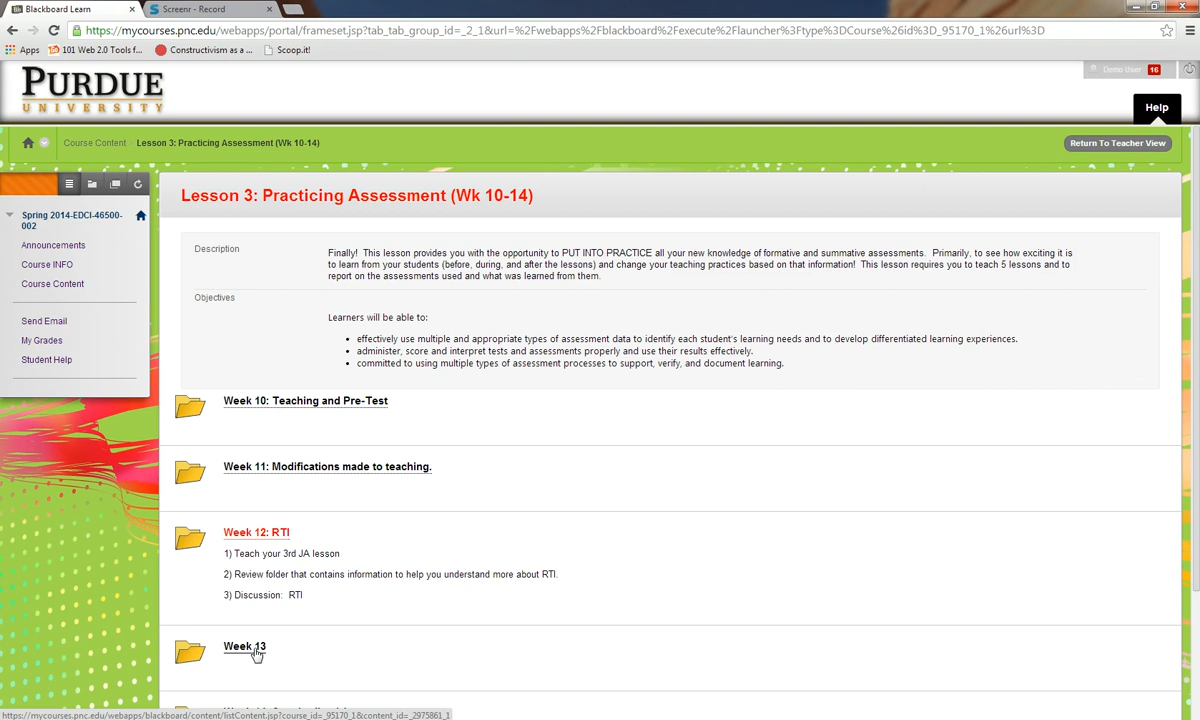 Blackboard Learn
Screenr - Record
https://mycourses.pnc.edu/webapps/portal/frameset.jsp?tab_tab_group_id=_2_1&url=%2Fwebapps%2Fblackboard%2Fexecute%2Flauncher%3Ftype%3DCourse%26id%3D_95170_1%26url%3D
Apps
101 Web 2.0 Tools f...
Constructivism as a ...
Scoop.it!
PURDUE
UNIVERSITY
Demo User 16
Help
Course Content
Lesson 3: Practicing Assessment (Wk 10-14)
Return To Teacher View
Spring 2014-EDCI-46500-
002
Announcements
Course INFO
Course Content
Send Email
My Grades
Student Help
Lesson 3: Practicing Assessment (Wk 10-14)
Description
Finally! This lesson provides you with the opportunity to PUT INTO PRACTICE all your new knowledge of formative and summative assessments. Primarily, to see how exciting it is
to learn from your students (before, during, and after the lessons) and change your teaching practices based on that information! This lesson requires you to teach 5 lessons and to
report on the assessments used and what was learned from them.
Objectives
Learners will be able to:
• effectively use multiple and appropriate types of assessment data to identify each student's learning needs and to develop differentiated learning experiences.
• administer, score and interpret tests and assessments properly and use their results effectively.
• committed to using multiple types of assessment processes to support, verify, and document learning.
Week 10: Teaching and Pre-Test
Week 11: Modifications made to teaching.
Week 12: RTI
1) Teach your 3rd JA lesson
2) Review folder that contains information to help you understand more about RTI.
3) Discussion: RTI
Week 13
https://mycourses.pnc.edu/webapps/blackboard/content/listContent.jsp?course_id=_95170_1&content_id=_2975861_1